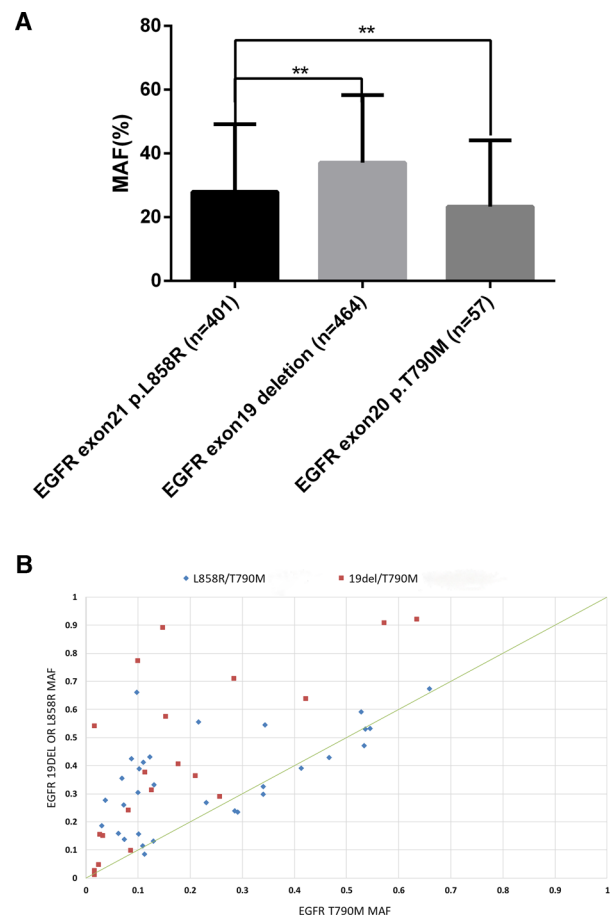 A
80
60
40
20
0
MAF(%)
**
**
EGFR exon21 p.L858R (n=401)
EGFR exon19 deletion (n=464)
EGFR exon20 p.T790M (n=57)
B
L858R/T790M
19del/T790M
1
0.9
0.8
0.7
0.6
0.5
0.4
0.3
0.2
0.1
0
EGFR 19DEL OR L858R MAF
0 0.1 0.2 0.3 0.4 0.5 0.6 0.7 0.8 0.9 1
EGFR T790M MAF